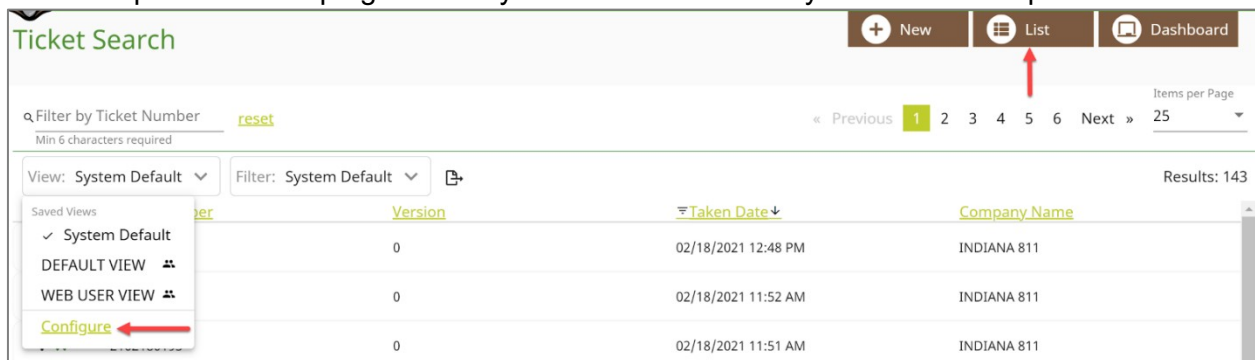 Ticket Search
New
List
Dashboard
Filter by Ticket Number
reset
Min 6 characters required
« Previous 1 2 3 4 5 6 Next »
Items per Page
25
View: System Default
Filter: System Default
Results: 143
Saved Views
System Default
DEFAULT VIEW
WEB USER VIEW
Configure
Version
Taken Date
Company Name
0
02/18/2021 12:48 PM
INDIANA 811
0
02/18/2021 11:52 AM
INDIANA 811
0
02/18/2021 11:51 AM
INDIANA 811